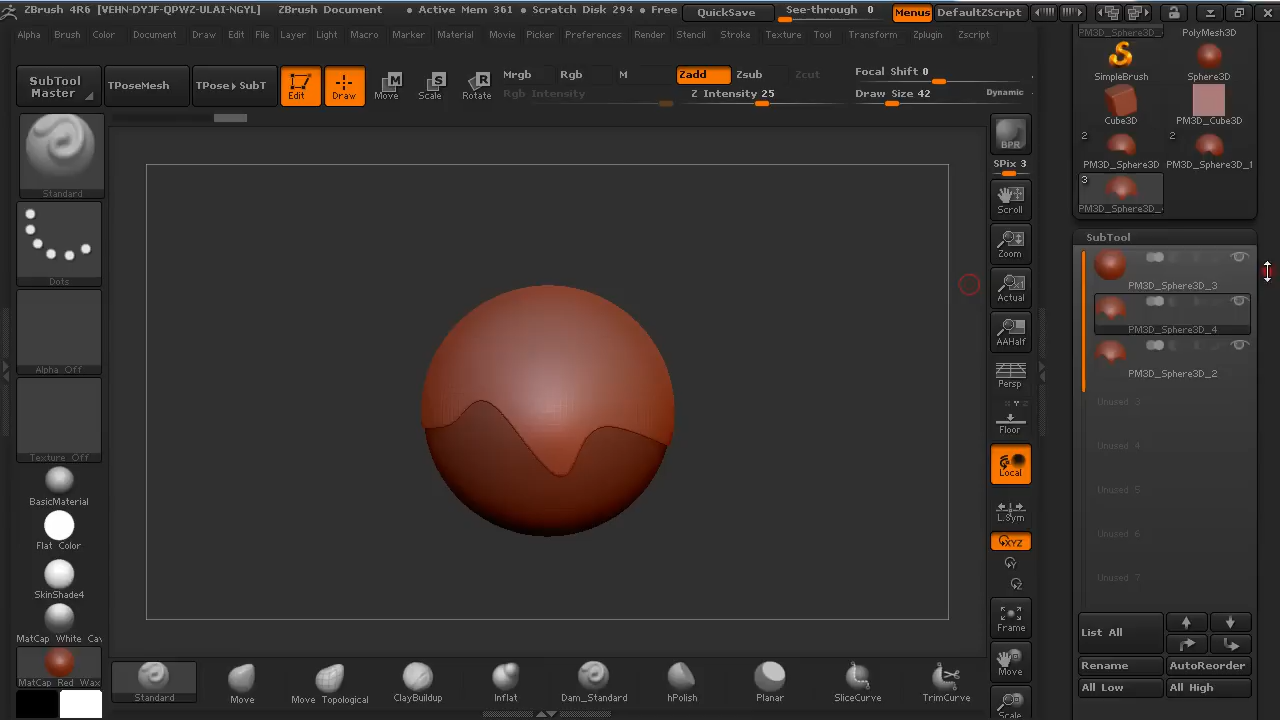 ZBrush 4R6 [VEHN-DYJF-QPWZ-ULAI-NGYL] ZBrush Document • Active Mem 361 • Scratch Disk 294 • Free QuickSave See-through 0 Menus DefaultZScript
Alpha Brush Color Document Draw Edit File Layer Light Macro Marker Material Movie Picker Preferences Render Stencil Stroke Texture Tool Transform Zplugin Zscript
SubTool Master
TPoseMesh
TPose▸SubT
Edit
Draw
Move
Scale
Rotate
Mrgb Rgb M Zadd Zsub Zcut
Rgb Intensity Z Intensity 25
Focal Shift 0
Draw Size 42 Dynamic
Standard
Dots
Alpha Off
Texture Off
BasicMaterial
Flat Color
SkinShade4
MatCap White Cav
MatCap Red Wax
BPR
SPix 3
Scroll
Zoom
Actual
AAHalf
Persp
Floor
Local
L.Sym
XYZ
Frame
Move
Scale
PM3D_Sphere3D_ PolyMesh3D
SimpleBrush Sphere3D
Cube3D PM3D_Cube3D
2 2
PM3D_Sphere3D PM3D_Sphere3D_1
3
PM3D_Sphere3D_
SubTool
PM3D_Sphere3D_3
PM3D_Sphere3D_4
PM3D_Sphere3D_2
Unused 3
Unused 4
Unused 5
Unused 6
Unused 7
List All
Rename AutoReorder
All Low All High
Standard Move Move Topological ClayBuildup Inflat Dam_Standard hPolish Planar SliceCurve TrimCurve